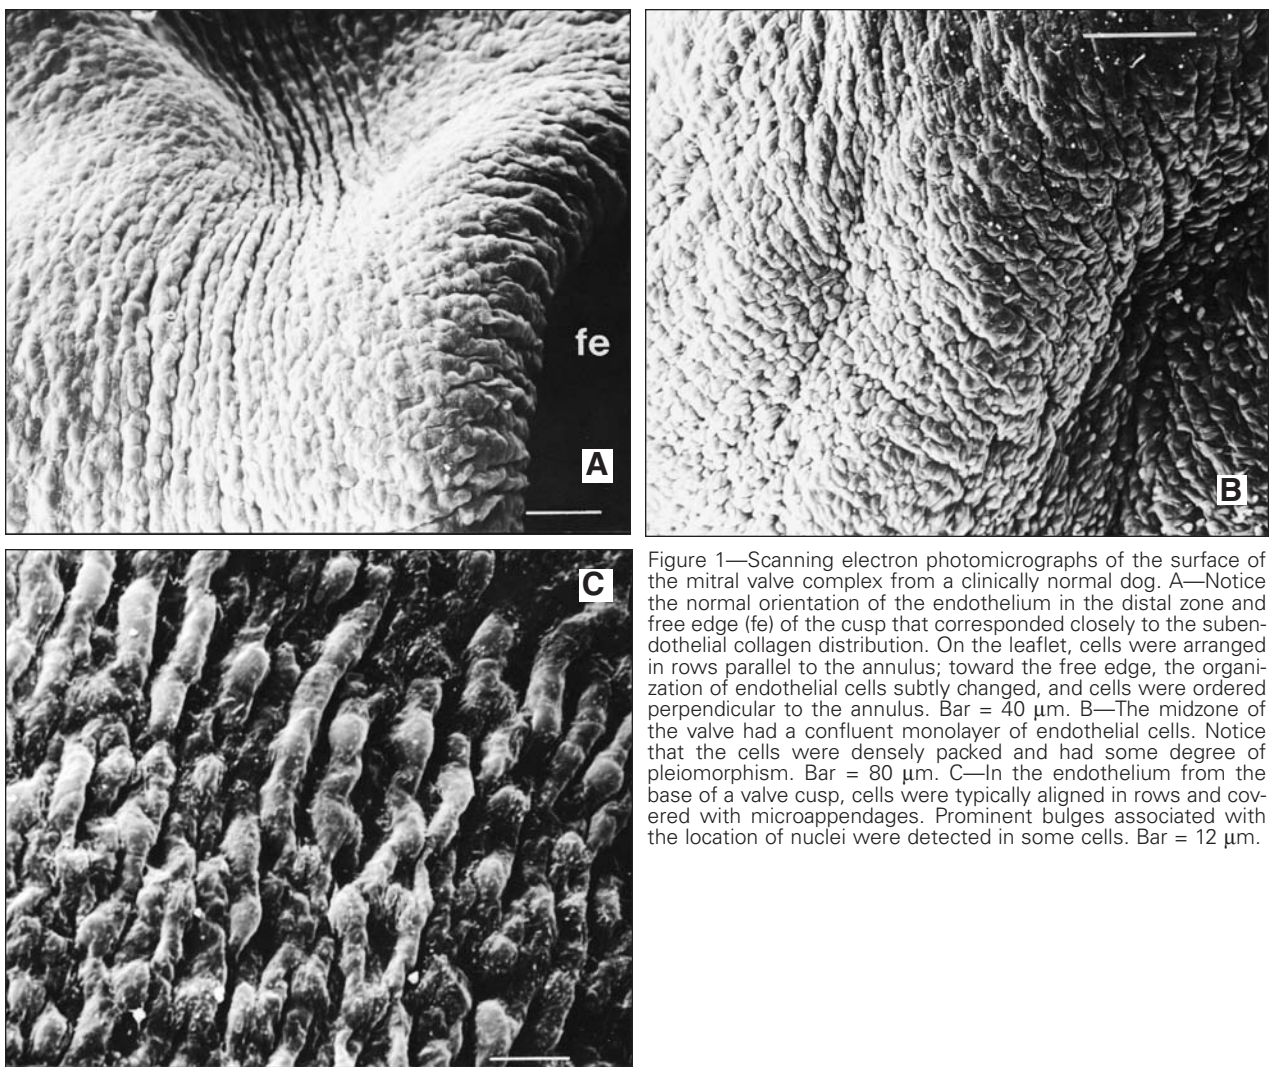 fe
A
B
C
Figure 1—Scanning electron photomicrographs of the surface of
the mitral valve complex from a clinically normal dog. A—Notice
the normal orientation of the endothelium in the distal zone and
free edge (fe) of the cusp that corresponded closely to the suben-
dothelial collagen distribution. On the leaflet, cells were arranged
in rows parallel to the annulus; toward the free edge, the organi-
zation of endothelial cells subtly changed, and cells were ordered
perpendicular to the annulus. Bar = 40 μm. B—The midzone of
the valve had a confluent monolayer of endothelial cells. Notice
that the cells were densely packed and had some degree of
pleiomorphism. Bar = 80 μm. C—In the endothelium from the
base of a valve cusp, cells were typically aligned in rows and cov-
ered with microappendages. Prominent bulges associated with
the location of nuclei were detected in some cells. Bar = 12 μm.